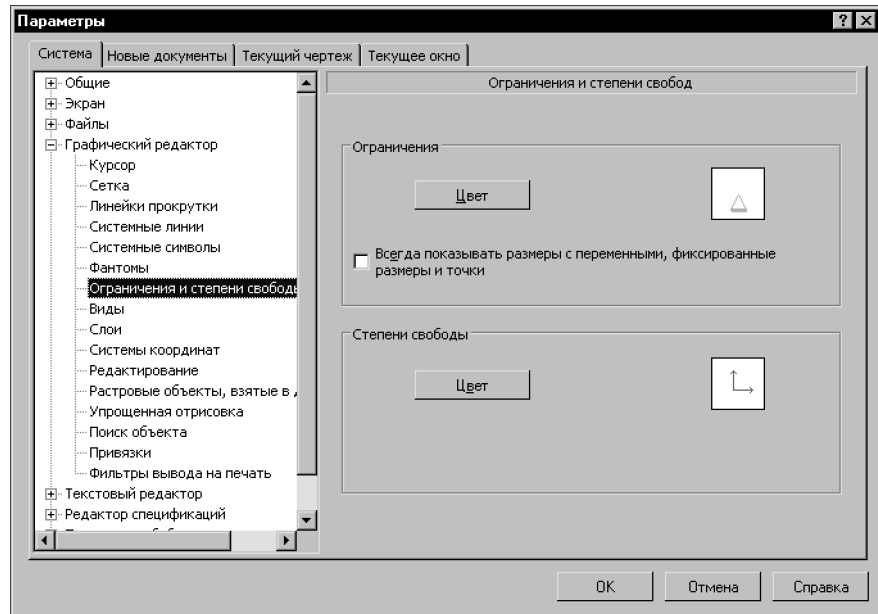 Параметры
Система
Новые документы
Текущий чертеж
Текущее окно
Общие
Экран
Файлы
Графический редактор
Курсор
Сетка
Линейки прокрутки
Системные линии
Системные символы
Фантомы
Ограничения и степени свободы
Виды
Слои
Системы координат
Редактирование
Растровые объекты, взятые в
Упрощенная отрисовка
Поиск объекта
Привязки
Фильтры вывода на печать
Текстовый редактор
Редактор спецификаций
Ограничения и степени свобод
Ограничения
Цвет
Всегда показывать размеры с переменными, фиксированные
размеры и точки
Степени свободы
Цвет
OK
Отмена
Справка